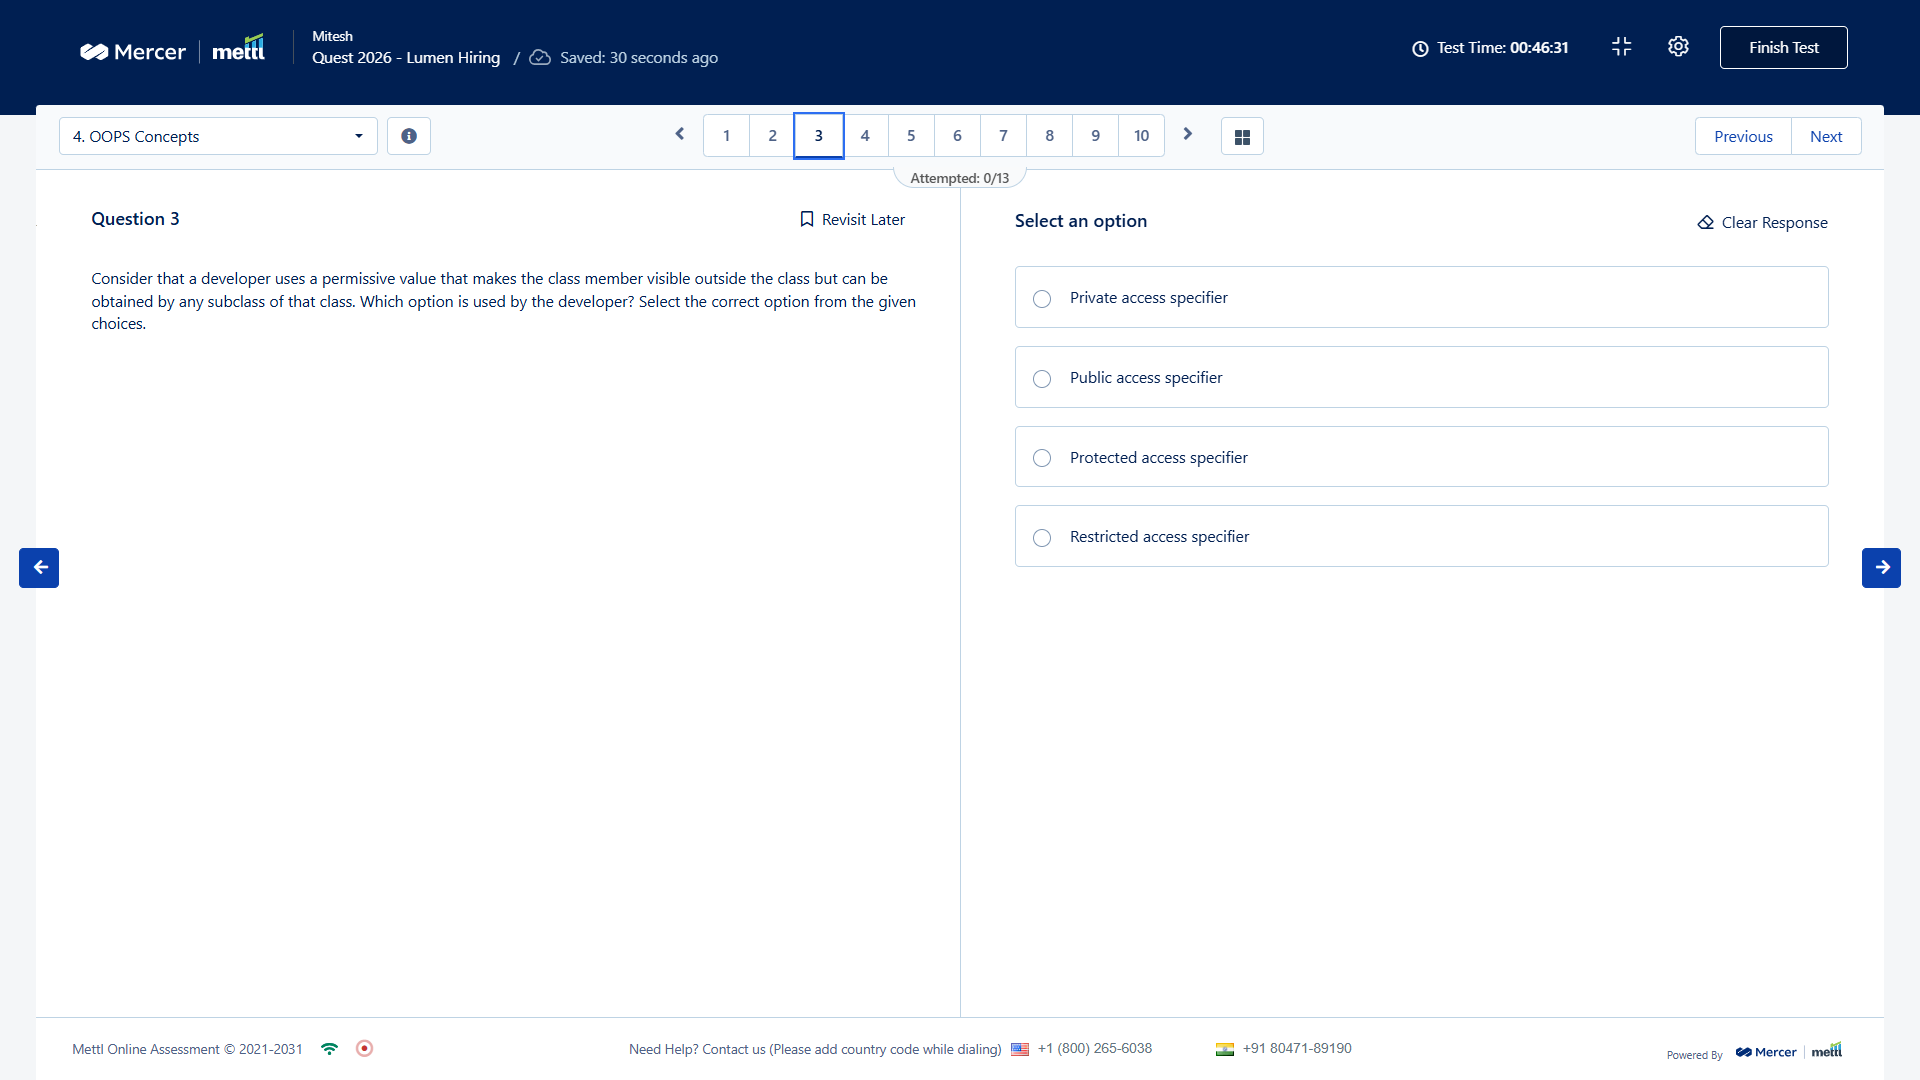 Mercer | mettl
Mitesh
Quest 2026 - Lumen Hiring / Saved: 30 seconds ago
Test Time: 00:46:31
Finish Test
4. OOPS Concepts
1 2 3 4 5 6 7 8 9 10
Previous Next
Attempted: 0/13
Question 3
Revisit Later
Consider that a developer uses a permissive value that makes the class member visible outside the class but can be
obtained by any subclass of that class. Which option is used by the developer? Select the correct option from the given
choices.
Select an option
Clear Response
Private access specifier
Public access specifier
Protected access specifier
Restricted access specifier
Mettl Online Assessment © 2021-2031
Need Help? Contact us (Please add country code while dialing) +1 (800) 265-6038 +91 80471-89190
Powered By Mercer | mettl